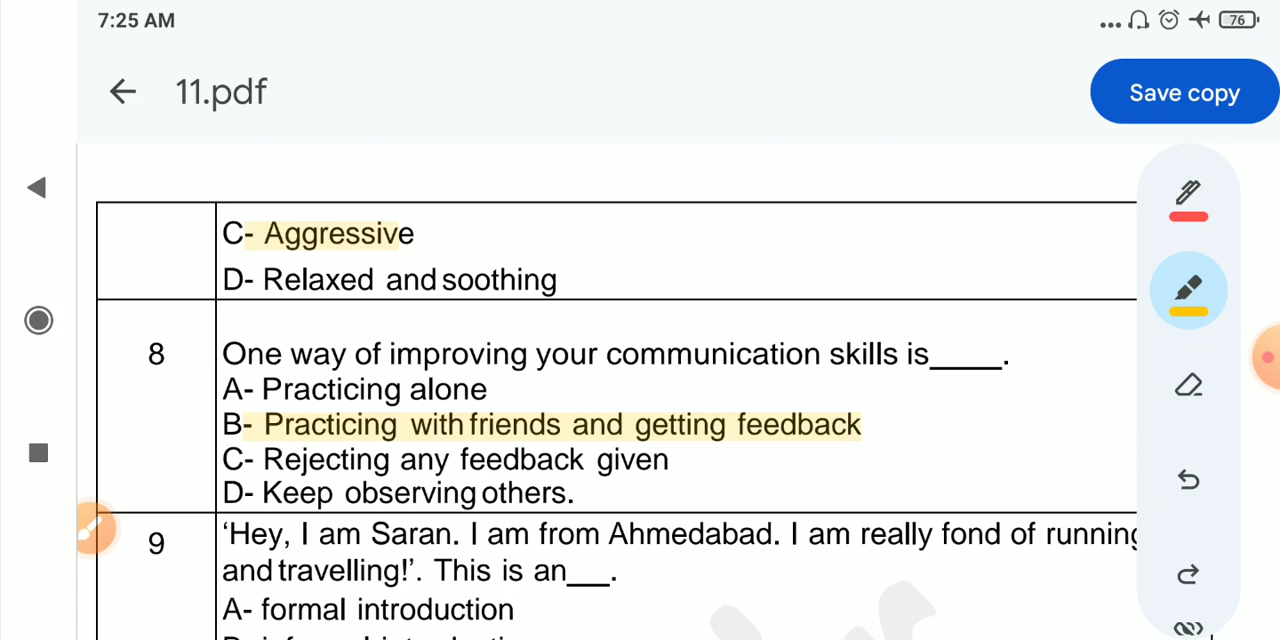 7:25 AM
76
11.pdf
Save copy
C- Aggressive
D- Relaxed and soothing
8
One way of improving your communication skills is_____.
A- Practicing alone
B- Practicing with friends and getting feedback
C- Rejecting any feedback given
D- Keep observing others.
9
‘Hey, I am Saran. I am from Ahmedabad. I am really fond of running
and travelling!’. This is an___.
A- formal introduction